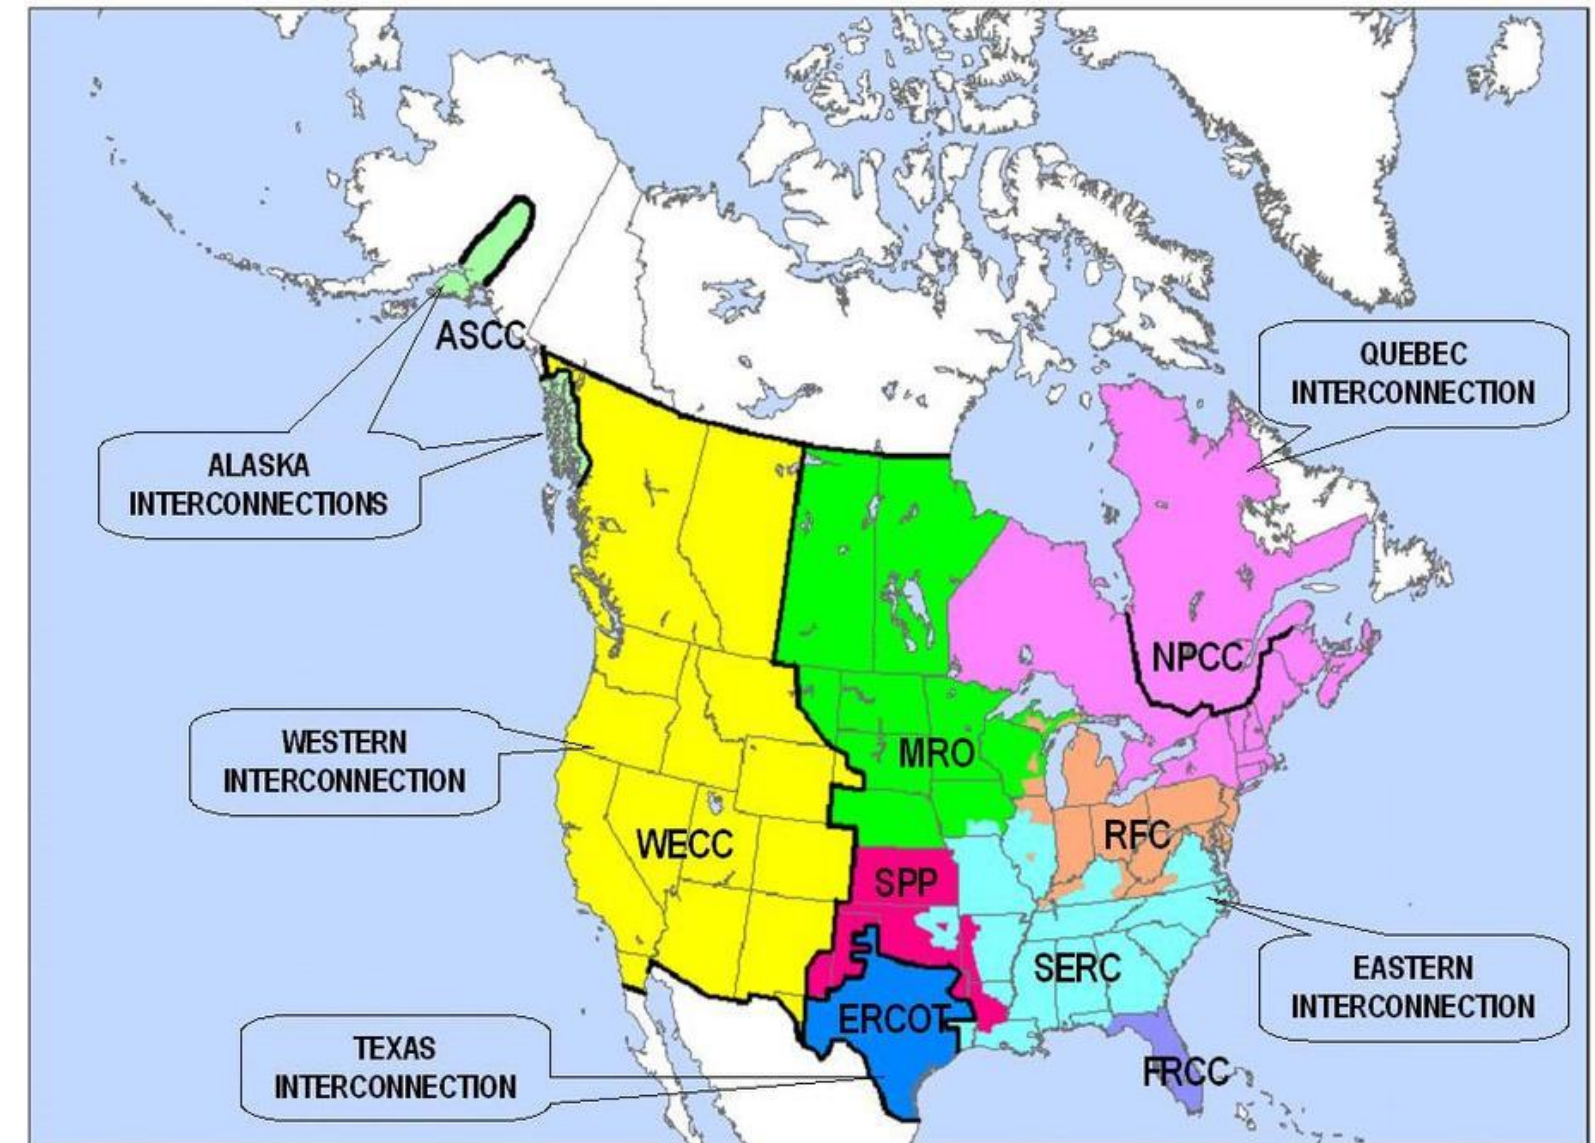 ASCC
QUEBEC
INTERCONNECTION
ALASKA
INTERCONNECTIONS
NPCC
WESTERN
INTERCONNECTION
MRO
WECC
RFC
SPP
SERC
EASTERN
INTERCONNECTION
ERCOT
TEXAS
INTERCONNECTION
FRCC